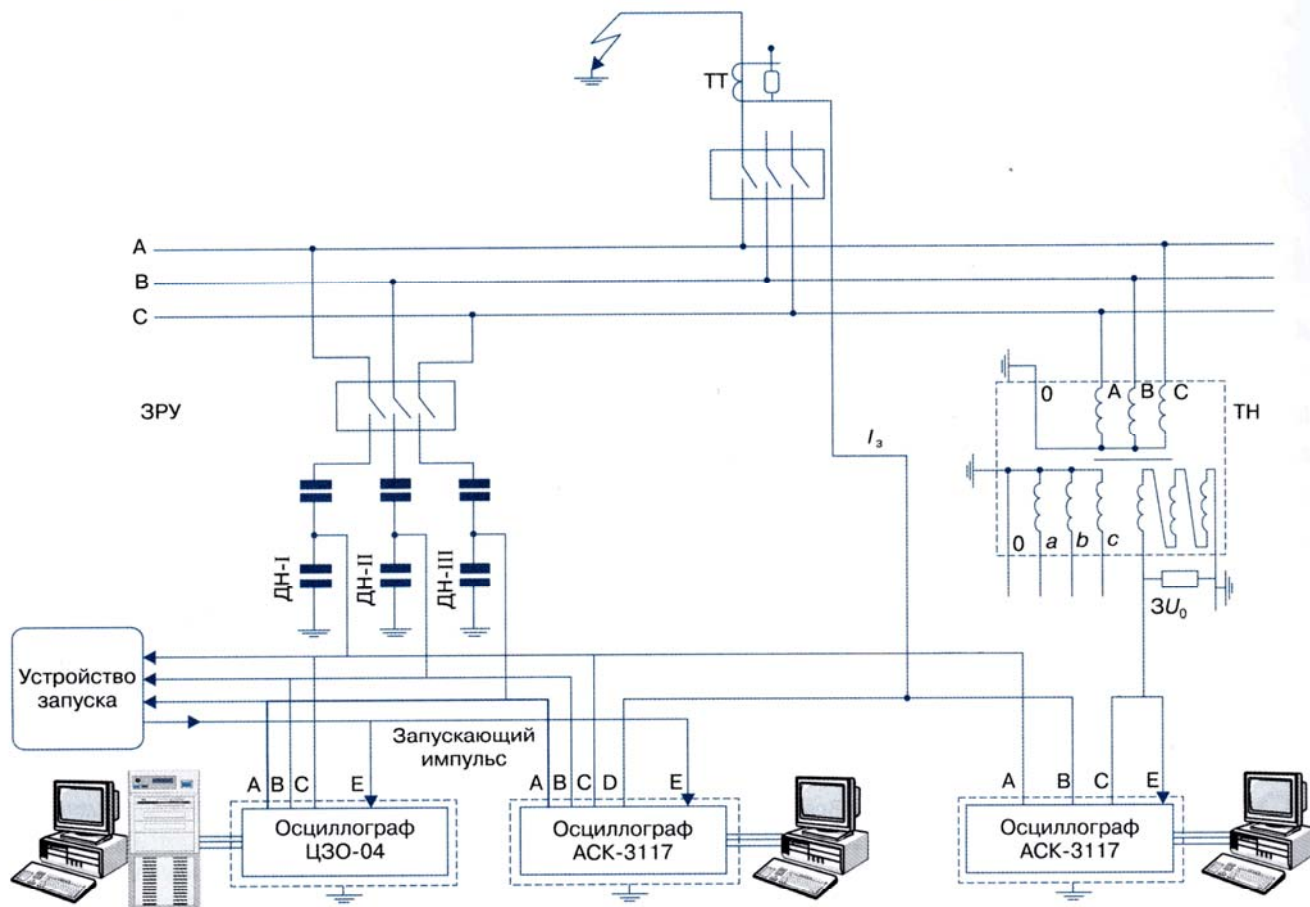 ТТ
A
B
C
ЗРУ
0
A
B
C
ТН
Iз
0
a
b
c
3U0
ДН-I
ДН-II
ДН-III
Устройство
запуска
Запускающий
импульс
A B C E
A B C D E
A B C E
Осциллограф
ЦЗО-04
Осциллограф
АСК-3117
Осциллограф
АСК-3117